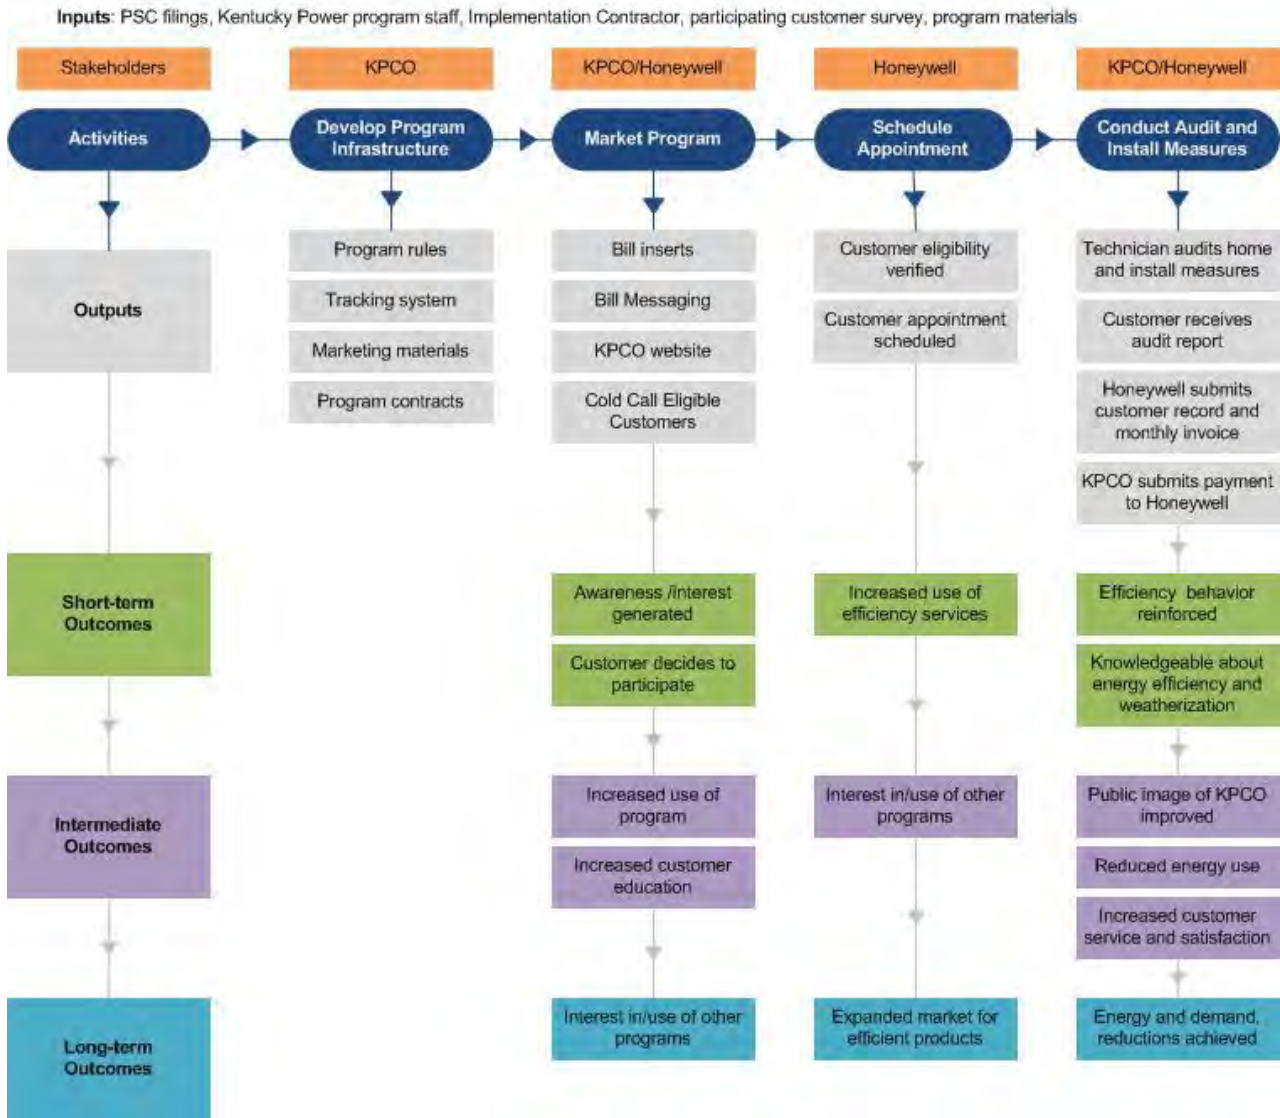 Inputs: PSC filings, Kentucky Power program staff, Implementation Contractor, participating customer survey, program materials
Stakeholders
KPCO
KPCO/Honeywell
Honeywell
KPCO/Honeywell
Activities
Develop Program
Infrastructure
Market Program
Schedule
Appointment
Conduct Audit and
Install Measures
Outputs
Program rules
Tracking system
Marketing materials
Program contracts
Bill inserts
Bill Messaging
KPCO website
Cold Call Eligible
Customers
Customer eligibility
verified
Customer appointment
scheduled
Technician audits home
and install measures
Customer receives
audit report
Honeywell submits
customer record and
monthly invoice
KPCO submits payment
to Honeywell
Short-term
Outcomes
Awareness /interest
generated
Customer decides to
participate
Increased use of
efficiency services
Efficiency behavior
reinforced
Knowledgeable about
energy efficiency and
weatherization
Intermediate
Outcomes
Increased use of
program
Increased customer
education
Interest in/use of other
programs
Public image of KPCO
improved
Reduced energy use
Increased customer
service and satisfaction
Long-term
Outcomes
Interest in/use of other
programs
Expanded market for
efficient products
Energy and demand,
reductions achieved